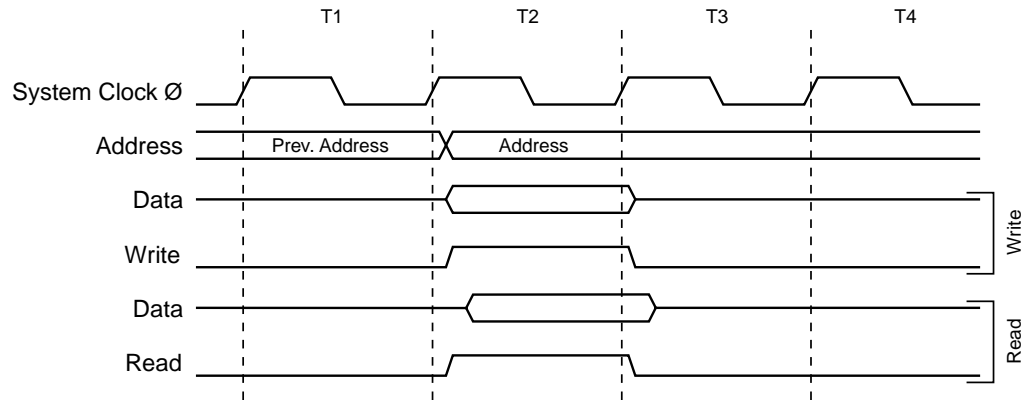 T1 T2 T3 T4
System Clock Ø
Address Prev. Address Address
Data
Write
Write
Data
Read
Read